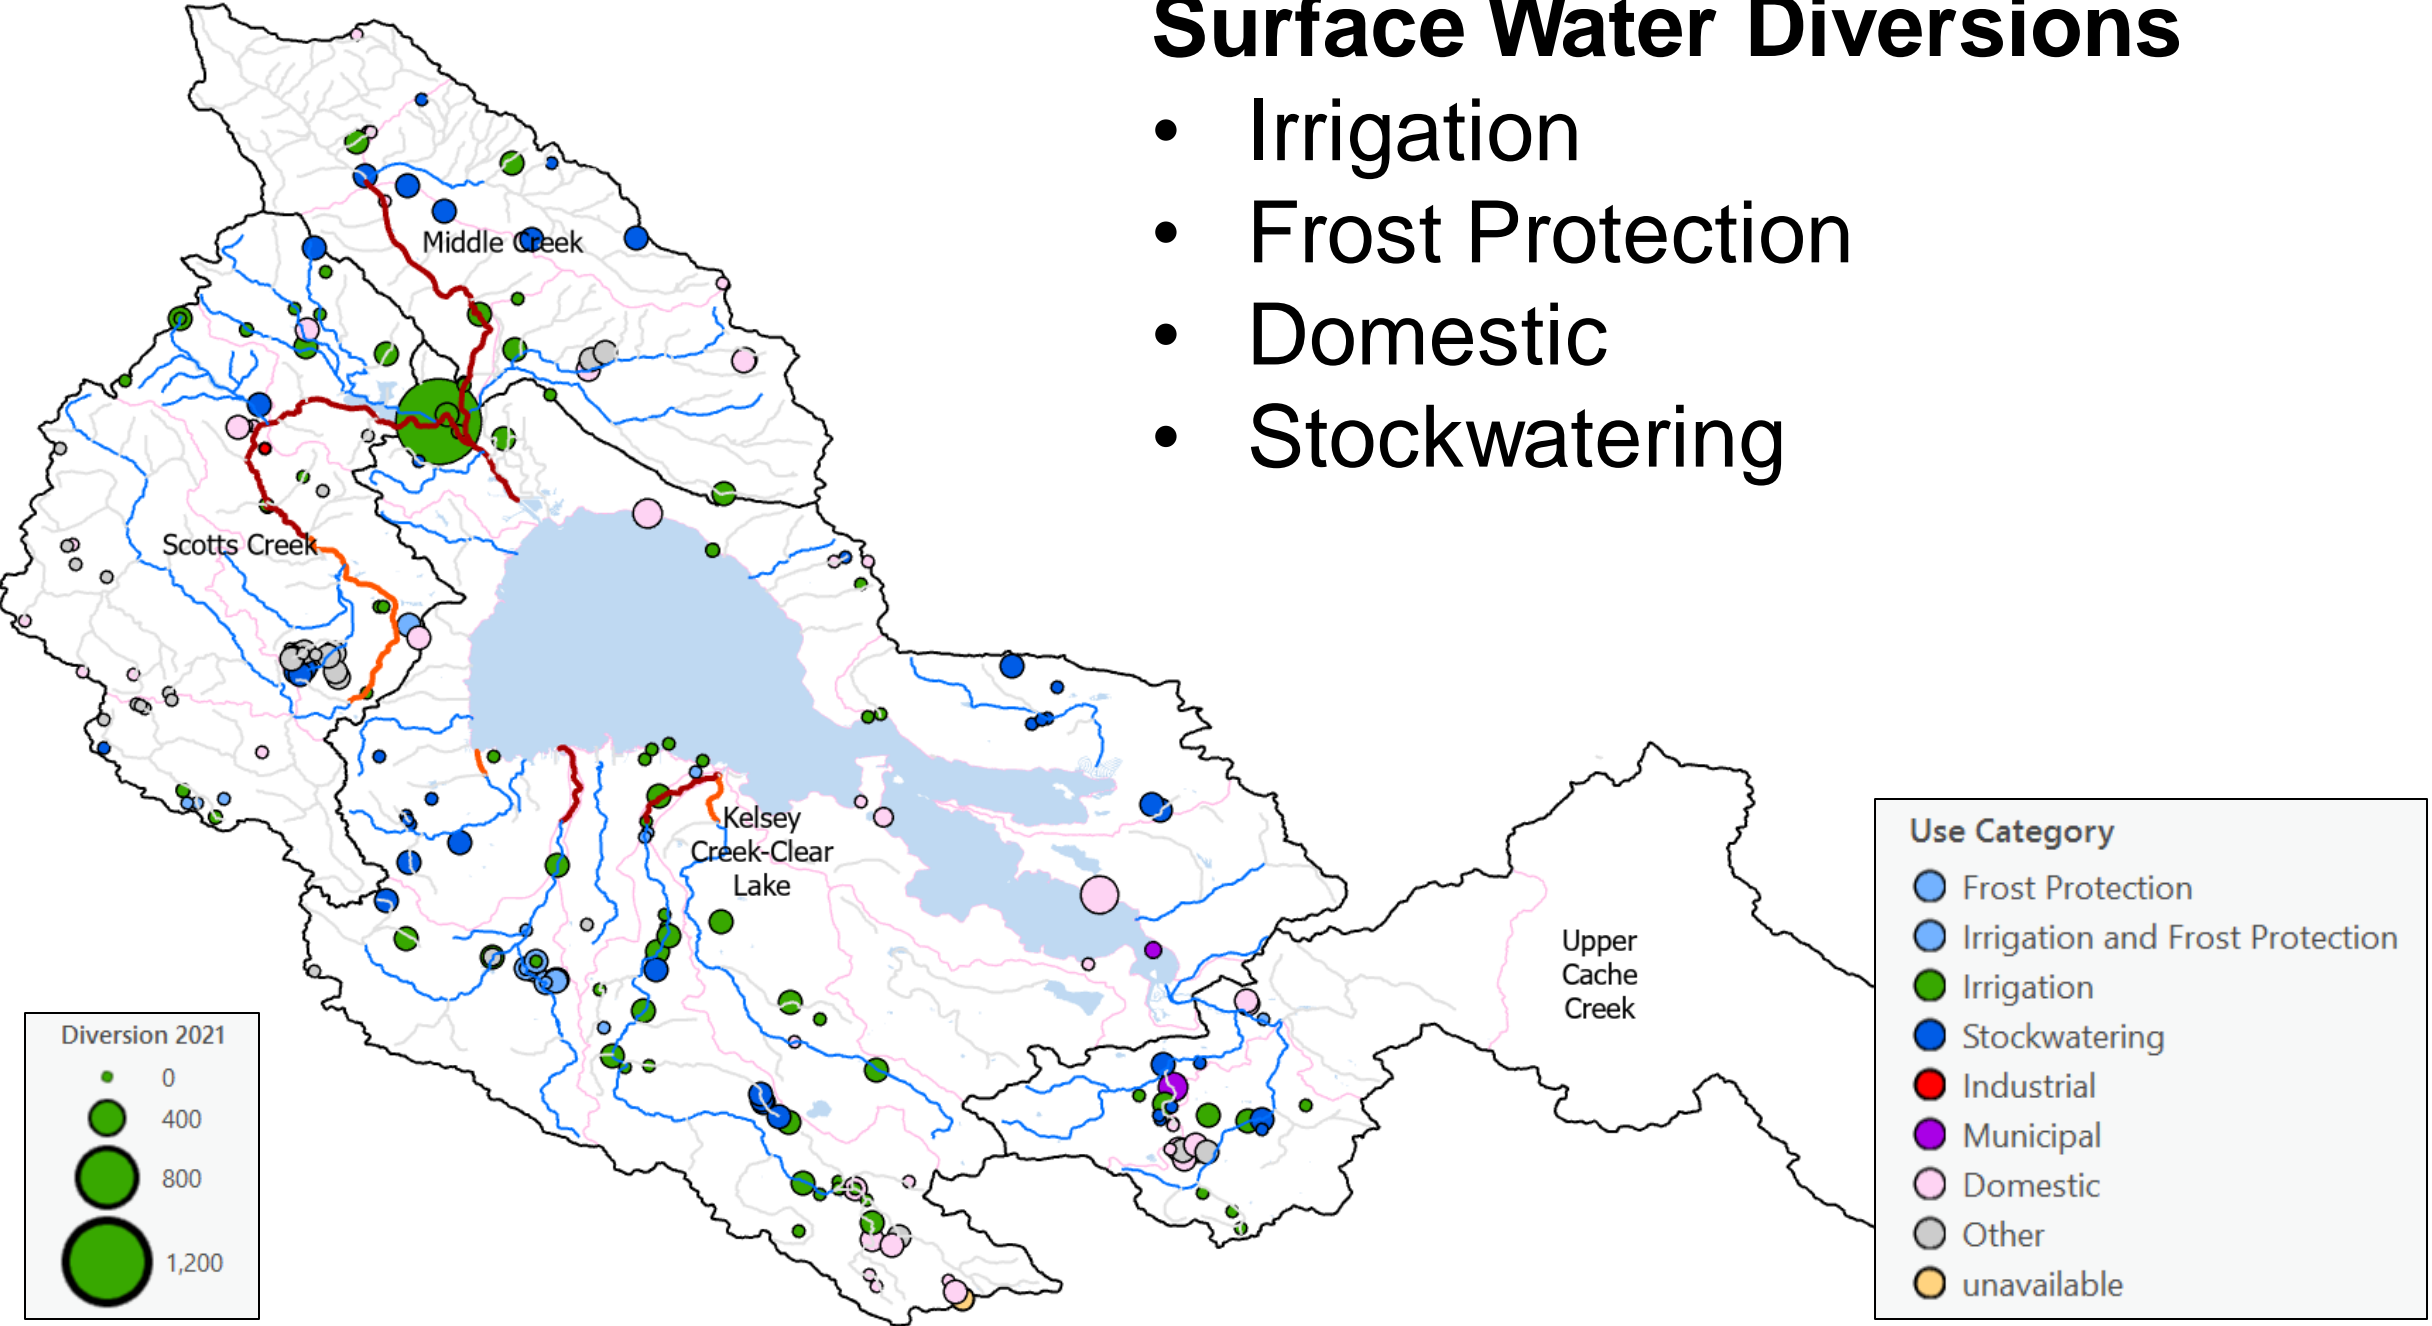 Surface Water Diversions
• Irrigation
• Frost Protection
• Domestic
• Stockwatering
Middle Creek
Scotts Creek
Kelsey
Creek-Clear
Lake
Upper
Cache
Creek
Diversion 2021
0
400
800
1,200
Use Category
Frost Protection
Irrigation and Frost Protection
Irrigation
Stockwatering
Industrial
Municipal
Domestic
Other
unavailable